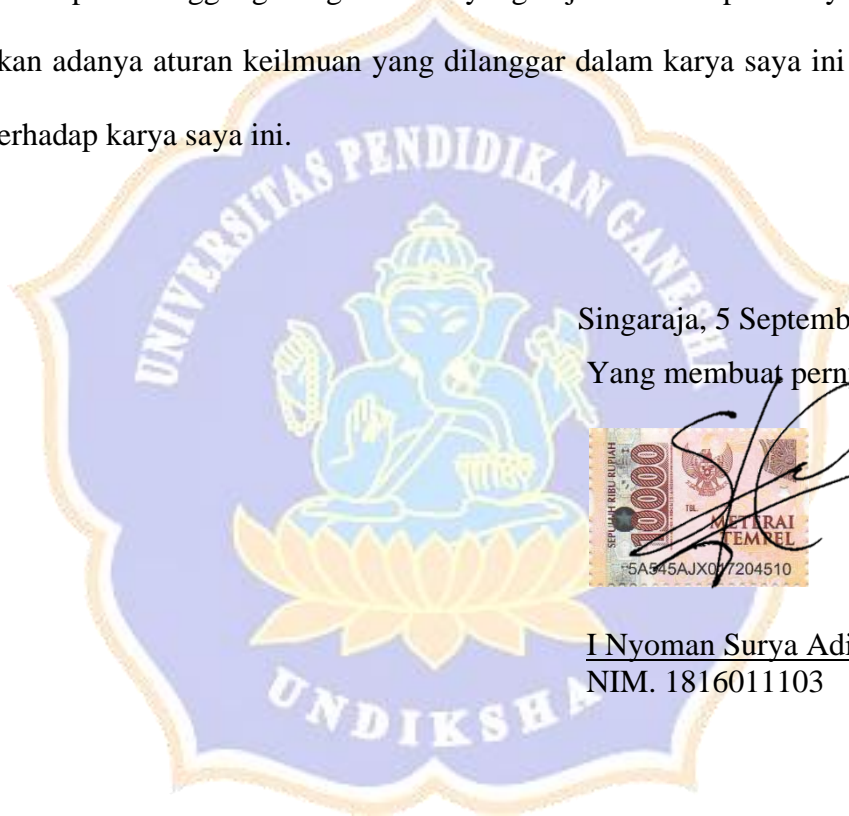 kan adanya aturan keilmuan yang dilanggar dalam karya saya ini
erhadap karya saya ini.
UNIVERSITAS PENDIDIKAN GANESH
Singaraja, 5 Septemb
Yang membuat pern
SEPULUH RIBU RUPIAH
10000
TBL.
METERAI
TEMPEL
5A545AJX017204510
I Nyoman Surya Adi
NIM. 1816011103
UNDIKSHA